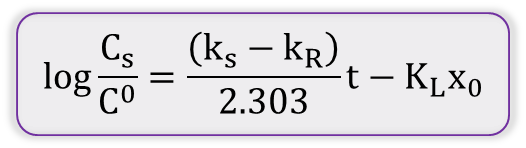 log C_s/C^0 = (k_s − k_R)/2.303 t − K_L x_0